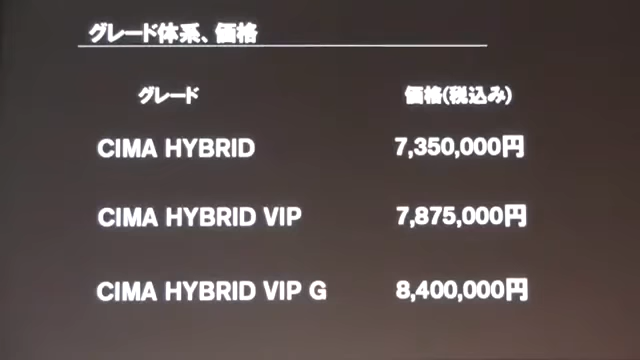 グレード体系、価格
グレード 価格(税込み)
CIMA HYBRID 7,350,000円
CIMA HYBRID VIP 7,875,000円
CIMA HYBRID VIP G 8,400,000円